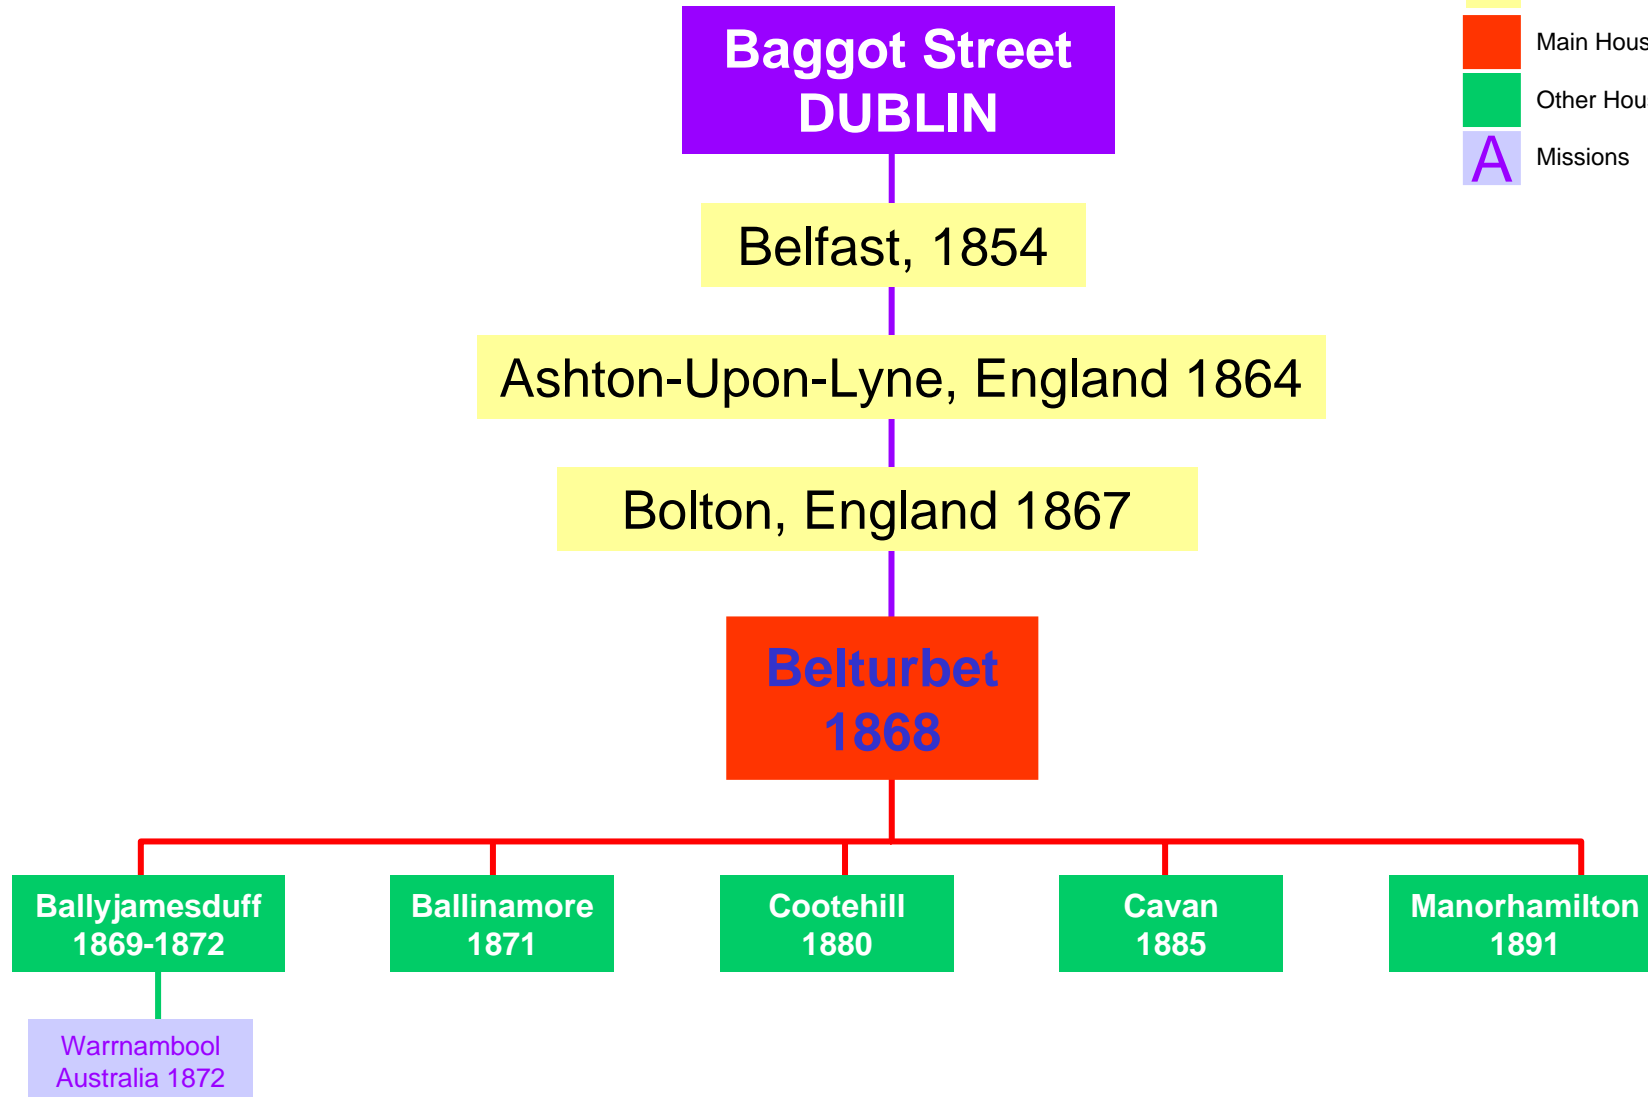 Baggot Street
DUBLIN
Main Hous
Other Hou
A Missions
Belfast, 1854
Ashton-Upon-Lyne, England 1864
Bolton, England 1867
Belturbet
1868
Ballyjamesduff
1869-1872
Ballinamore
1871
Cootehill
1880
Cavan
1885
Manorhamilton
1891
Warrnambool
Australia 1872